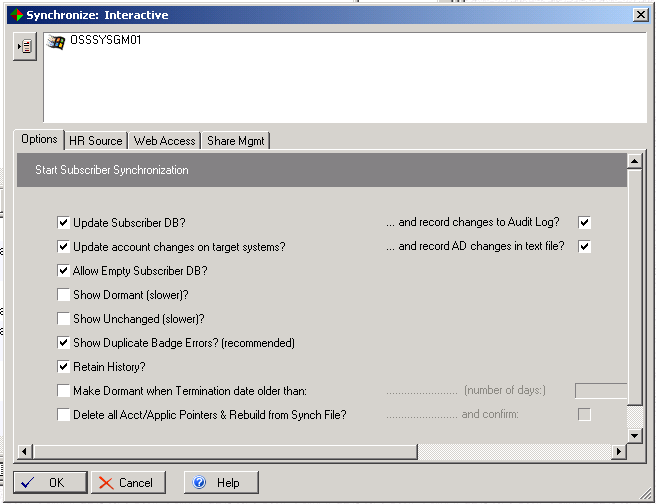 Synchronize: Interactive
OSSSYSGM01
Options HR Source Web Access Share Mgmt
Start Subscriber Synchronization
Update Subscriber DB? ... and record changes to Audit Log?
Update account changes on target systems? ... and record AD changes in text file?
Allow Empty Subscriber DB?
Show Dormant (slower)?
Show Unchanged (slower)?
Show Duplicate Badge Errors? (recommended)
Retain History?
Make Dormant when Termination date older than: ........................ (number of days:)
Delete all Acct/Applic Pointers & Rebuild from Synch File? ........................ and confirm:
OK Cancel Help